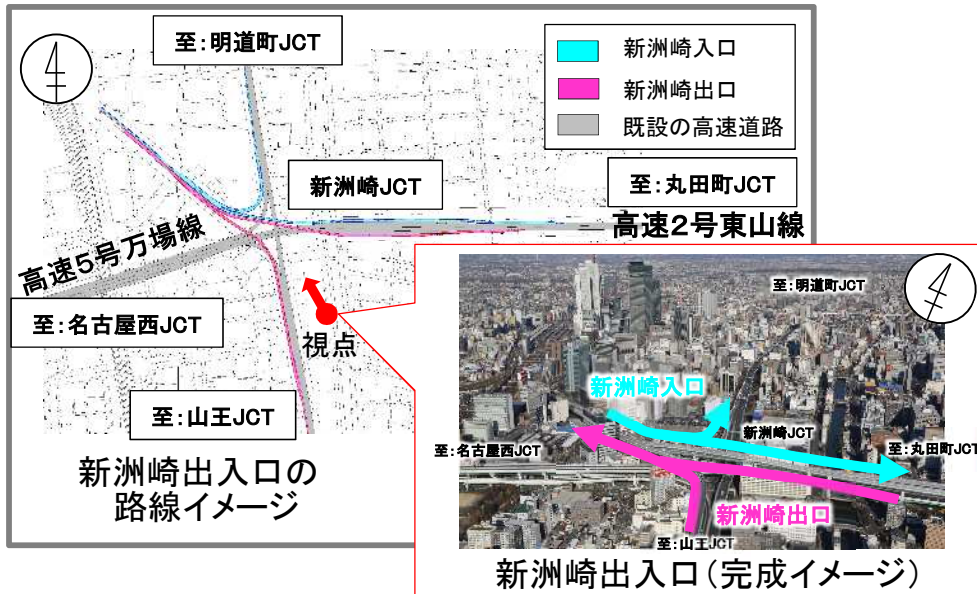 至:明道町JCT
新洲崎入口
新洲崎出口
既設の高速道路
新洲崎JCT
至:丸田町JCT
高速2号東山線
高速5号万場線
至:名古屋西JCT
視点
至:山王JCT
新洲崎出入口の
路線イメージ
至:明道町JCT
新洲崎入口
新洲崎JCT
至:名古屋西JCT
至:丸田町JCT
新洲崎出口
至:山王JCT
新洲崎出入口(完成イメージ)